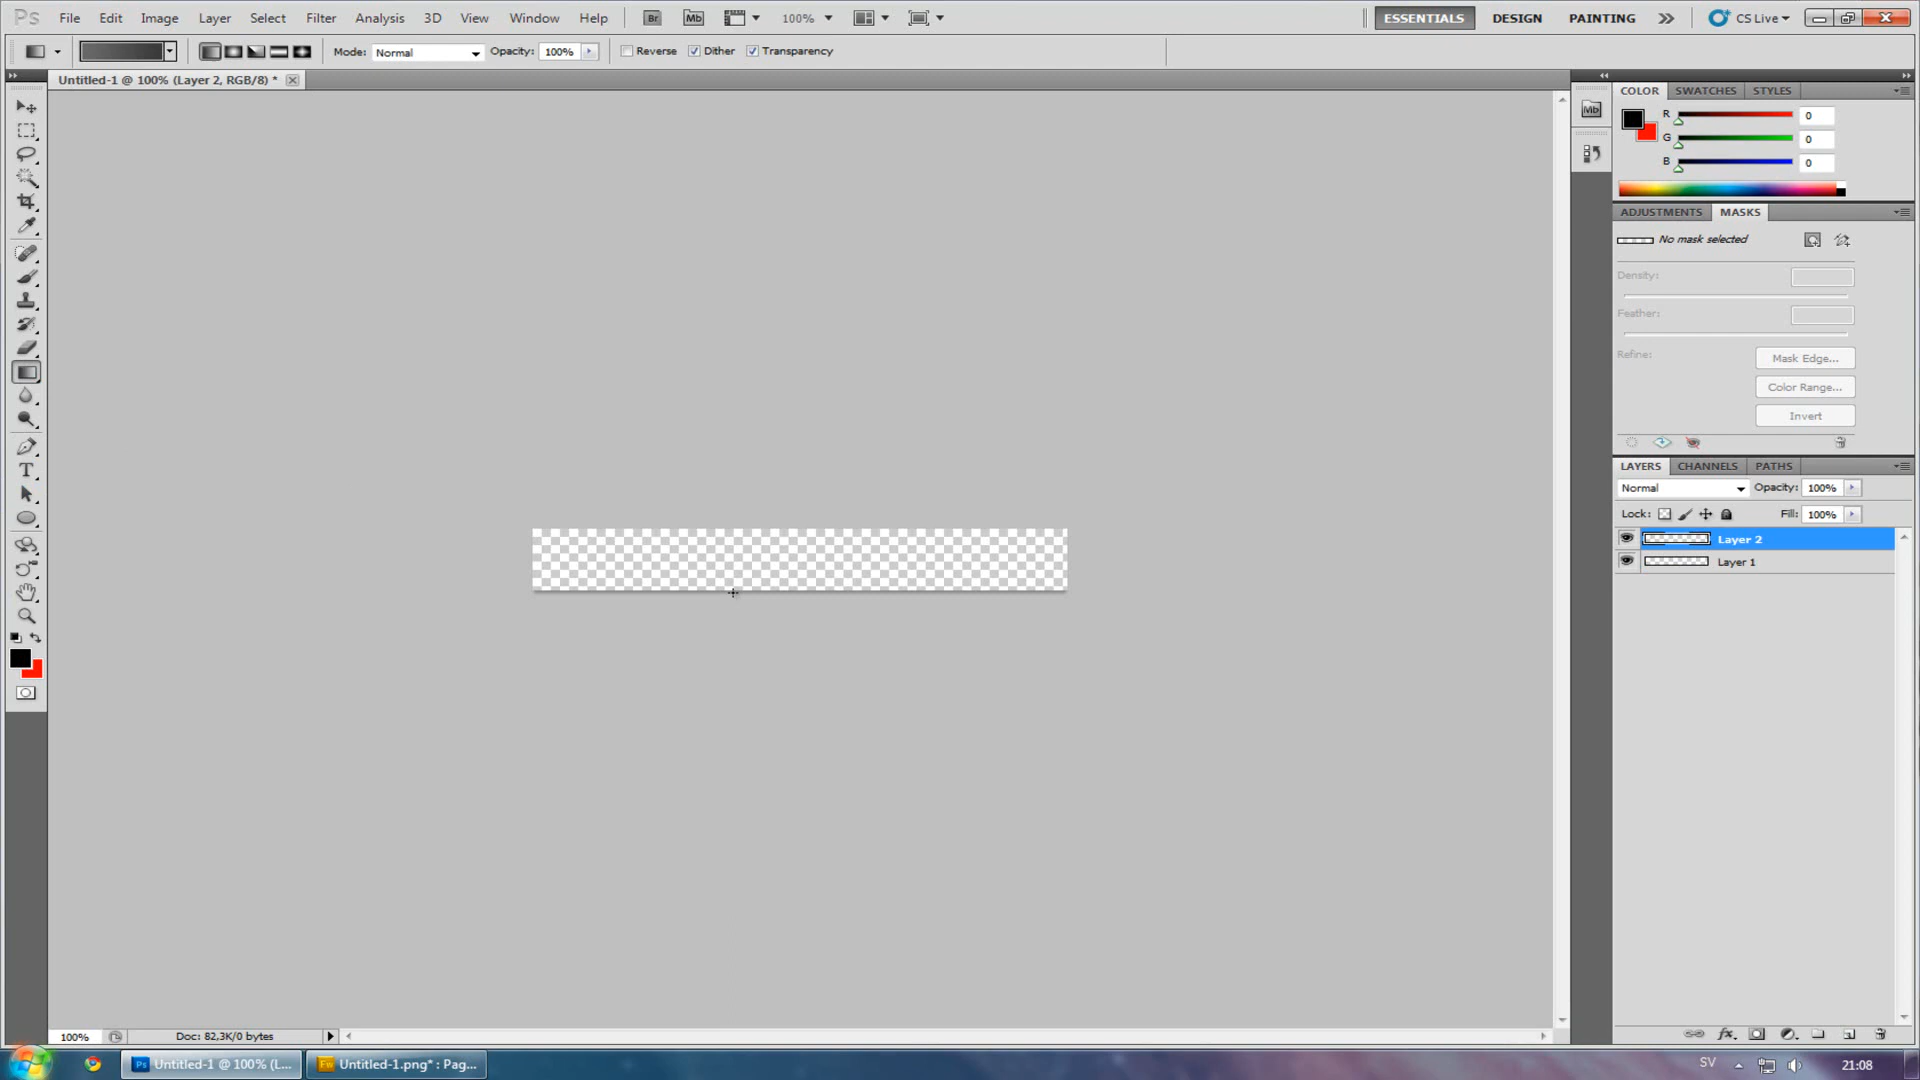 Ps File Edit Image Layer Select Filter Analysis 3D View Window Help Br Mb 100% ESSENTIALS DESIGN PAINTING CS Live
Mode: Normal Opacity: 100% Reverse Dither Transparency
Untitled-1 @ 100% (Layer 2, RGB/8) *
COLOR SWATCHES STYLES
Mb
R 0
G 0
B 0
ADJUSTMENTS MASKS
No mask selected
Density:
Feather:
Refine: Mask Edge...
Color Range...
Invert
LAYERS CHANNELS PATHS
Normal Opacity: 100%
Lock: Fill: 100%
Layer 2
Layer 1
T
100% Doc: 82,3K/0 bytes
fx
Ps Untitled-1 @ 100% (L... Fw Untitled-1.png* : Pag... SV 21:08